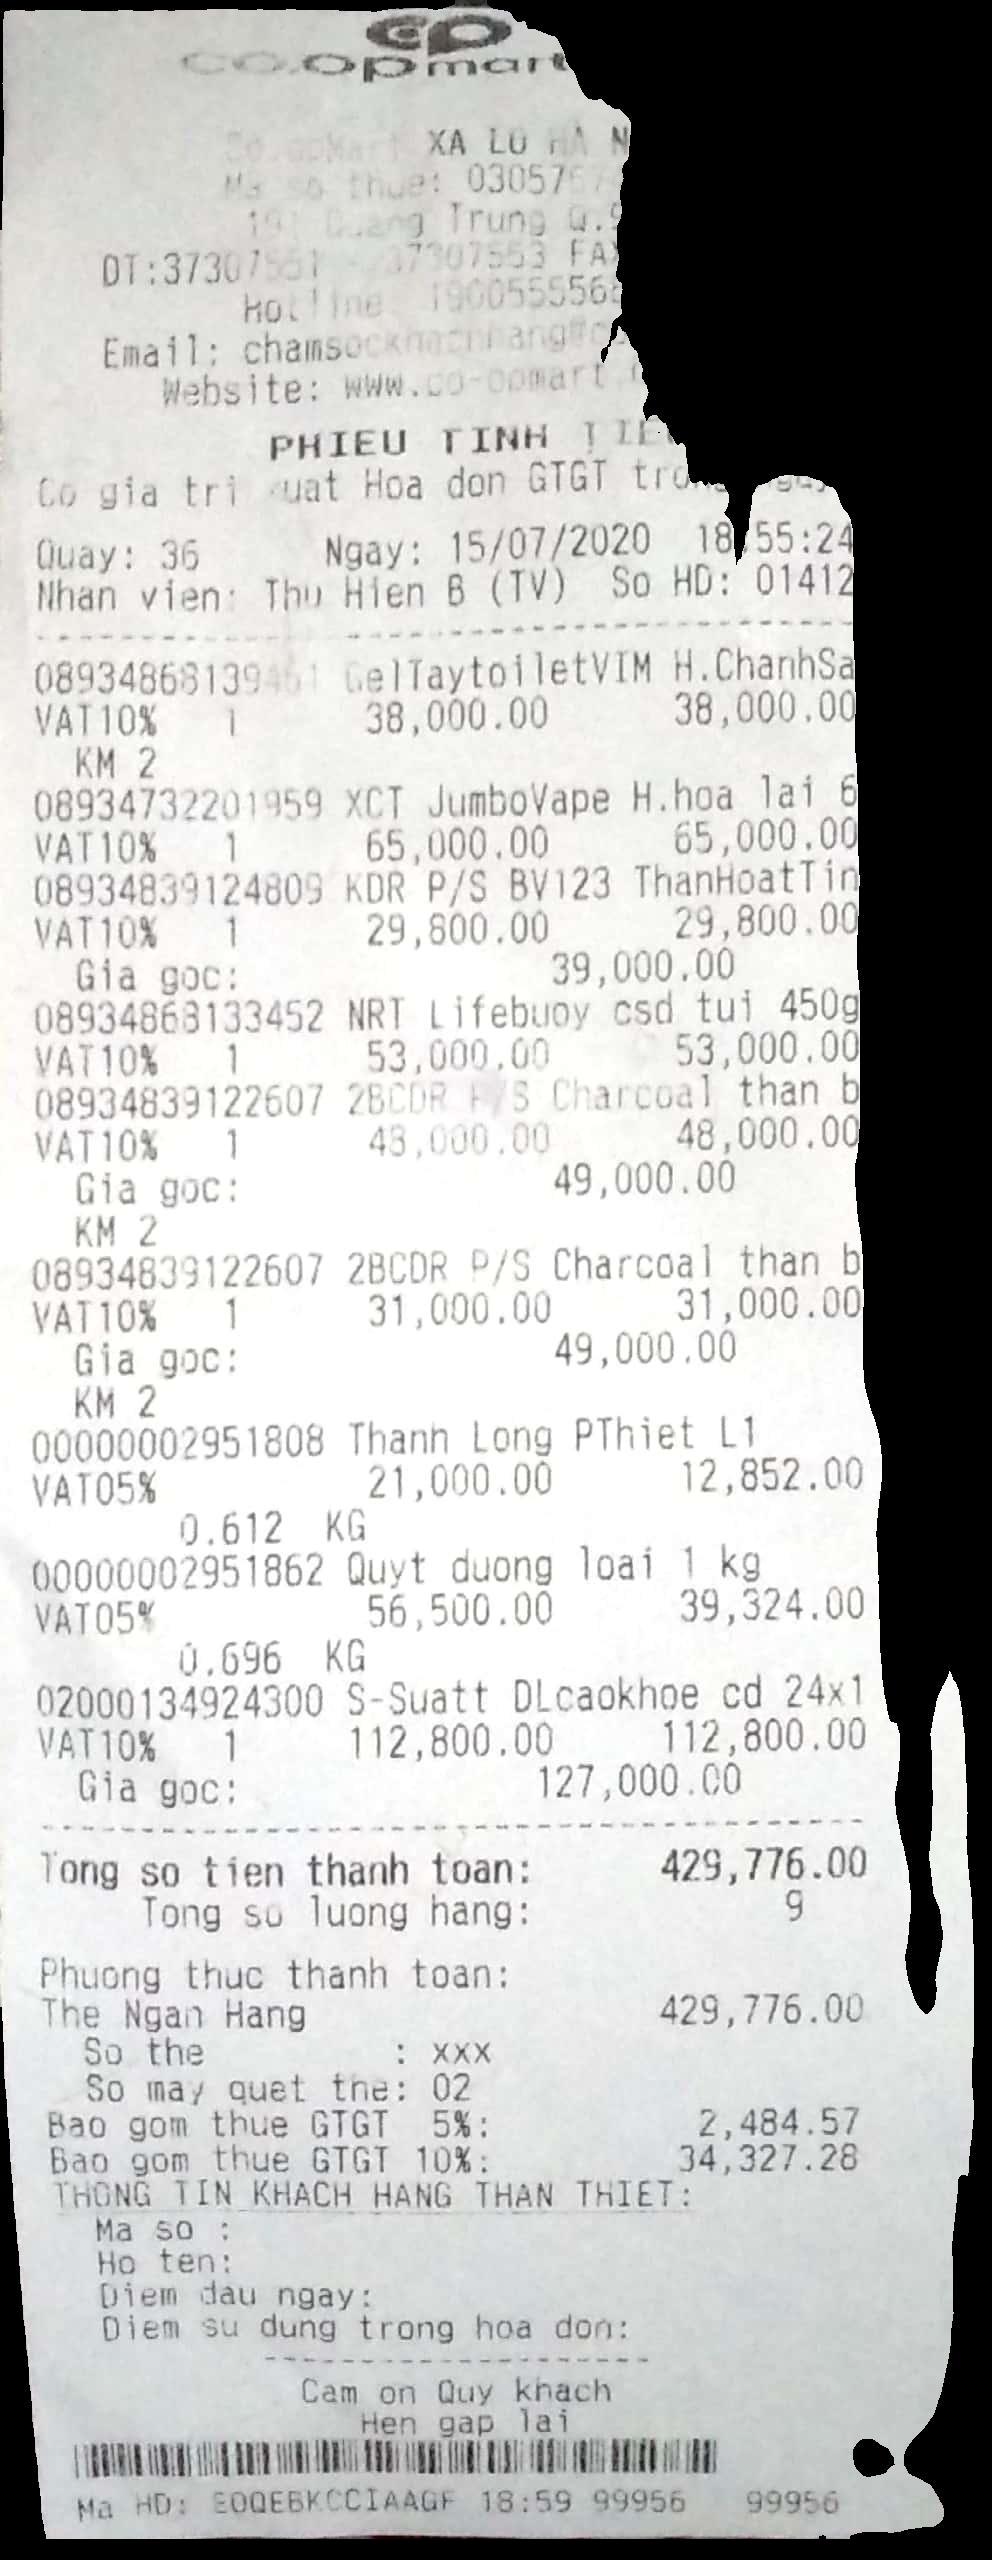 co.opmart
Co.opMart XA LO HA N
Ma so thue: 03057
191 Quang Trung Q.9
DT:37307551 37307553 FAX
Hotline 1900555568
Email: chamsockhachhang@
Website: www.co-opmart.
PHIEU TINH TIE
Co gia tri xuat Hoa don GTGT trong ngay
Quay: 36 Ngay: 15/07/2020 18:55:24
Nhan vien: Thu Hien B (TV) So HD: 01412
GelTaytoiletVIM H.ChanhSa
VAT10% 1 38,000.00 38,000.00
KM 2
08934732201959 XCT JumboVape H.hoa lai 6
VAT10% 1 65,000.00 65,000.00
08934839124809 KDR P/S BV123 ThanHoatTin
VAT10% 1 29,800.00 29,800.00
Gia goc: 39,000.00
08934868133452 NRT Lifebuoy csd tui 450g
VAT10% 1 53,000.00 53,000.00
08934839122607 2BCDR P/S Charcoal than b
VAT10% 1 48,000.00 48,000.00
Gia goc: 49,000.00
KM 2
08934839122607 2BCDR P/S Charcoal than b
VAT10% 1 31,000.00 31,000.00
Gia goc: 49,000.00
KM 2
00000002951808 Thanh Long PThiet L1
VAT05% 21,000.00 12,852.00
0.612 KG
00000002951862 Quyt duong loai 1 kg
VAT05% 56,500.00 39,324.00
0.696 KG
02000134924300 S-Suatt DLcaokhoe cd 24x1
VAT10% 1 112,800.00 112,800.00
Gia goc: 127,000.00
Tong so tien thanh toan: 429,776.00
Tong so luong hang: 9
Phuong thuc thanh toan:
The Ngan Hang 429,776.00
So the : xxx
So may quet the: 02
Bao gom thue GTGT 5%: 2,484.57
Bao gom thue GTGT 10%: 34,327.28
THONG TIN KHACH HANG THAN THIET:
Ma so :
Ho ten:
Diem dau ngay:
Diem su dung trong hoa don:
Cam on Quy khach
Hen gap lai
Ma HD: EOQEBKCCIAAGF 18:59 99956 99956